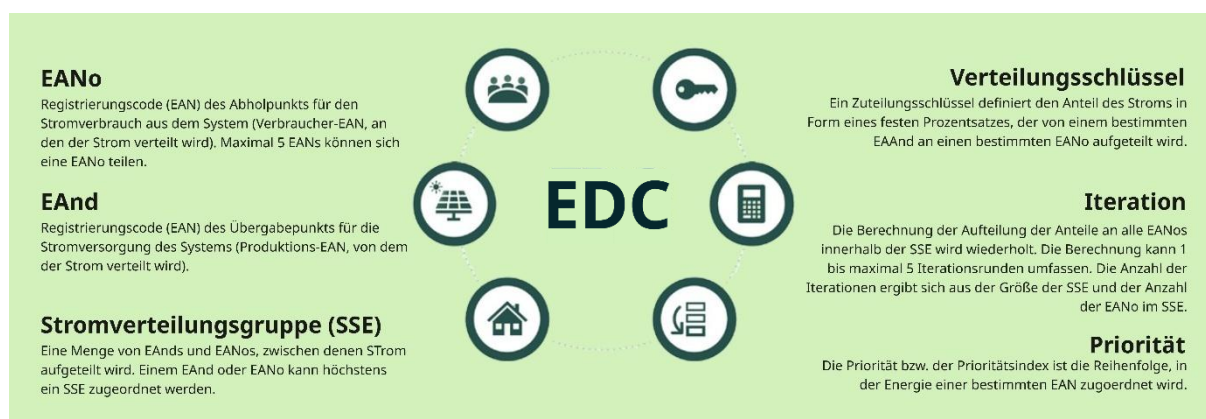 EANo
Registrierungscode (EAN) des Abholpunkts für den
Stromverbrauch aus dem System (Verbraucher-EAN, an
den der Strom verteilt wird). Maximal 5 EANs können sich
eine EANo teilen.
EAnd
Registrierungscode (EAN) des Übergabepunkts für die
Stromversorgung des Systems (Produktions-EAN, von dem
der Strom verteilt wird).
Stromverteilungsgruppe (SSE)
Eine Menge von EAnds und EANos, zwischen denen STrom
aufgeteilt wird. Einem EAnd oder EANo kann höchstens
ein SSE zugeordnet werden.
EDC
Verteilungsschlüssel
Ein Zuteilungsschlüssel definiert den Anteil des Stroms in
Form eines festen Prozentsatzes, der von einem bestimmten
EAAnd an einen bestimmten EANo aufgeteilt wird.
Iteration
Die Berechnung der Aufteilung der Anteile an alle EANos
innerhalb der SSE wird wiederholt. Die Berechnung kann 1
bis maximal 5 Iterationsrunden umfassen. Die Anzahl der
Iterationen ergibt sich aus der Größe der SSE und der Anzahl
der EANo im SSE.
Priorität
Die Priorität bzw. der Prioritätsindex ist die Reihenfolge, in
der Energie einer bestimmten EAN zugoerdnet wird.